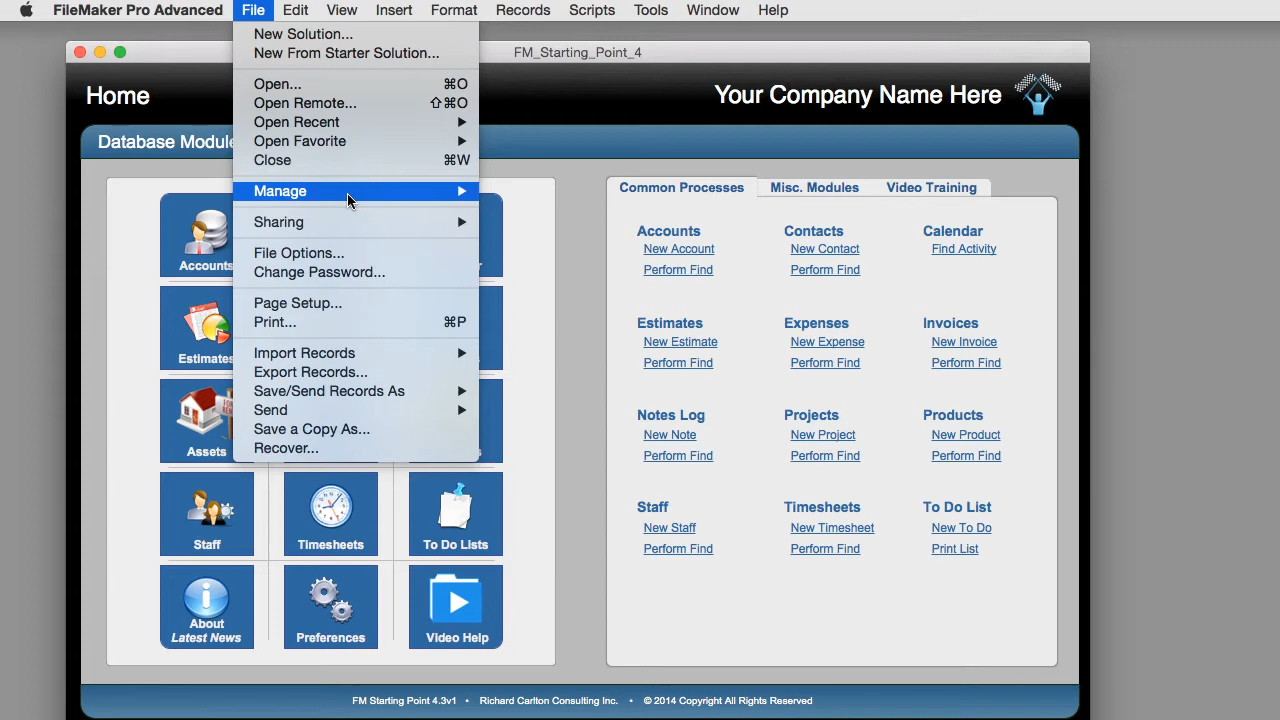 FileMaker Pro Advanced File Edit View Insert Format Records Scripts Tools Window Help
FM_Starting_Point_4
New Solution...
New From Starter Solution...
Open... ⌘O
Open Remote... ⇧⌘O
Open Recent
Open Favorite
Close ⌘W
Manage
Sharing
File Options...
Change Password...
Page Setup...
Print... ⌘P
Import Records
Export Records...
Save/Send Records As
Send
Save a Copy As...
Recover...
Home
Your Company Name Here
Database Module
Accounts
Estimates
Assets
Staff
Timesheets
To Do Lists
About
Latest News
Preferences
Video Help
Common Processes Misc. Modules Video Training
Accounts Contacts Calendar
New Account New Contact Find Activity
Perform Find Perform Find
Estimates Expenses Invoices
New Estimate New Expense New Invoice
Perform Find Perform Find Perform Find
Notes Log Projects Products
New Note New Project New Product
Perform Find Perform Find Perform Find
Staff Timesheets To Do List
New Staff New Timesheet New To Do
Perform Find Perform Find Print List
FM Starting Point 4.3v1 • Richard Carlton Consulting Inc. • © 2014 Copyright All Rights Reserved